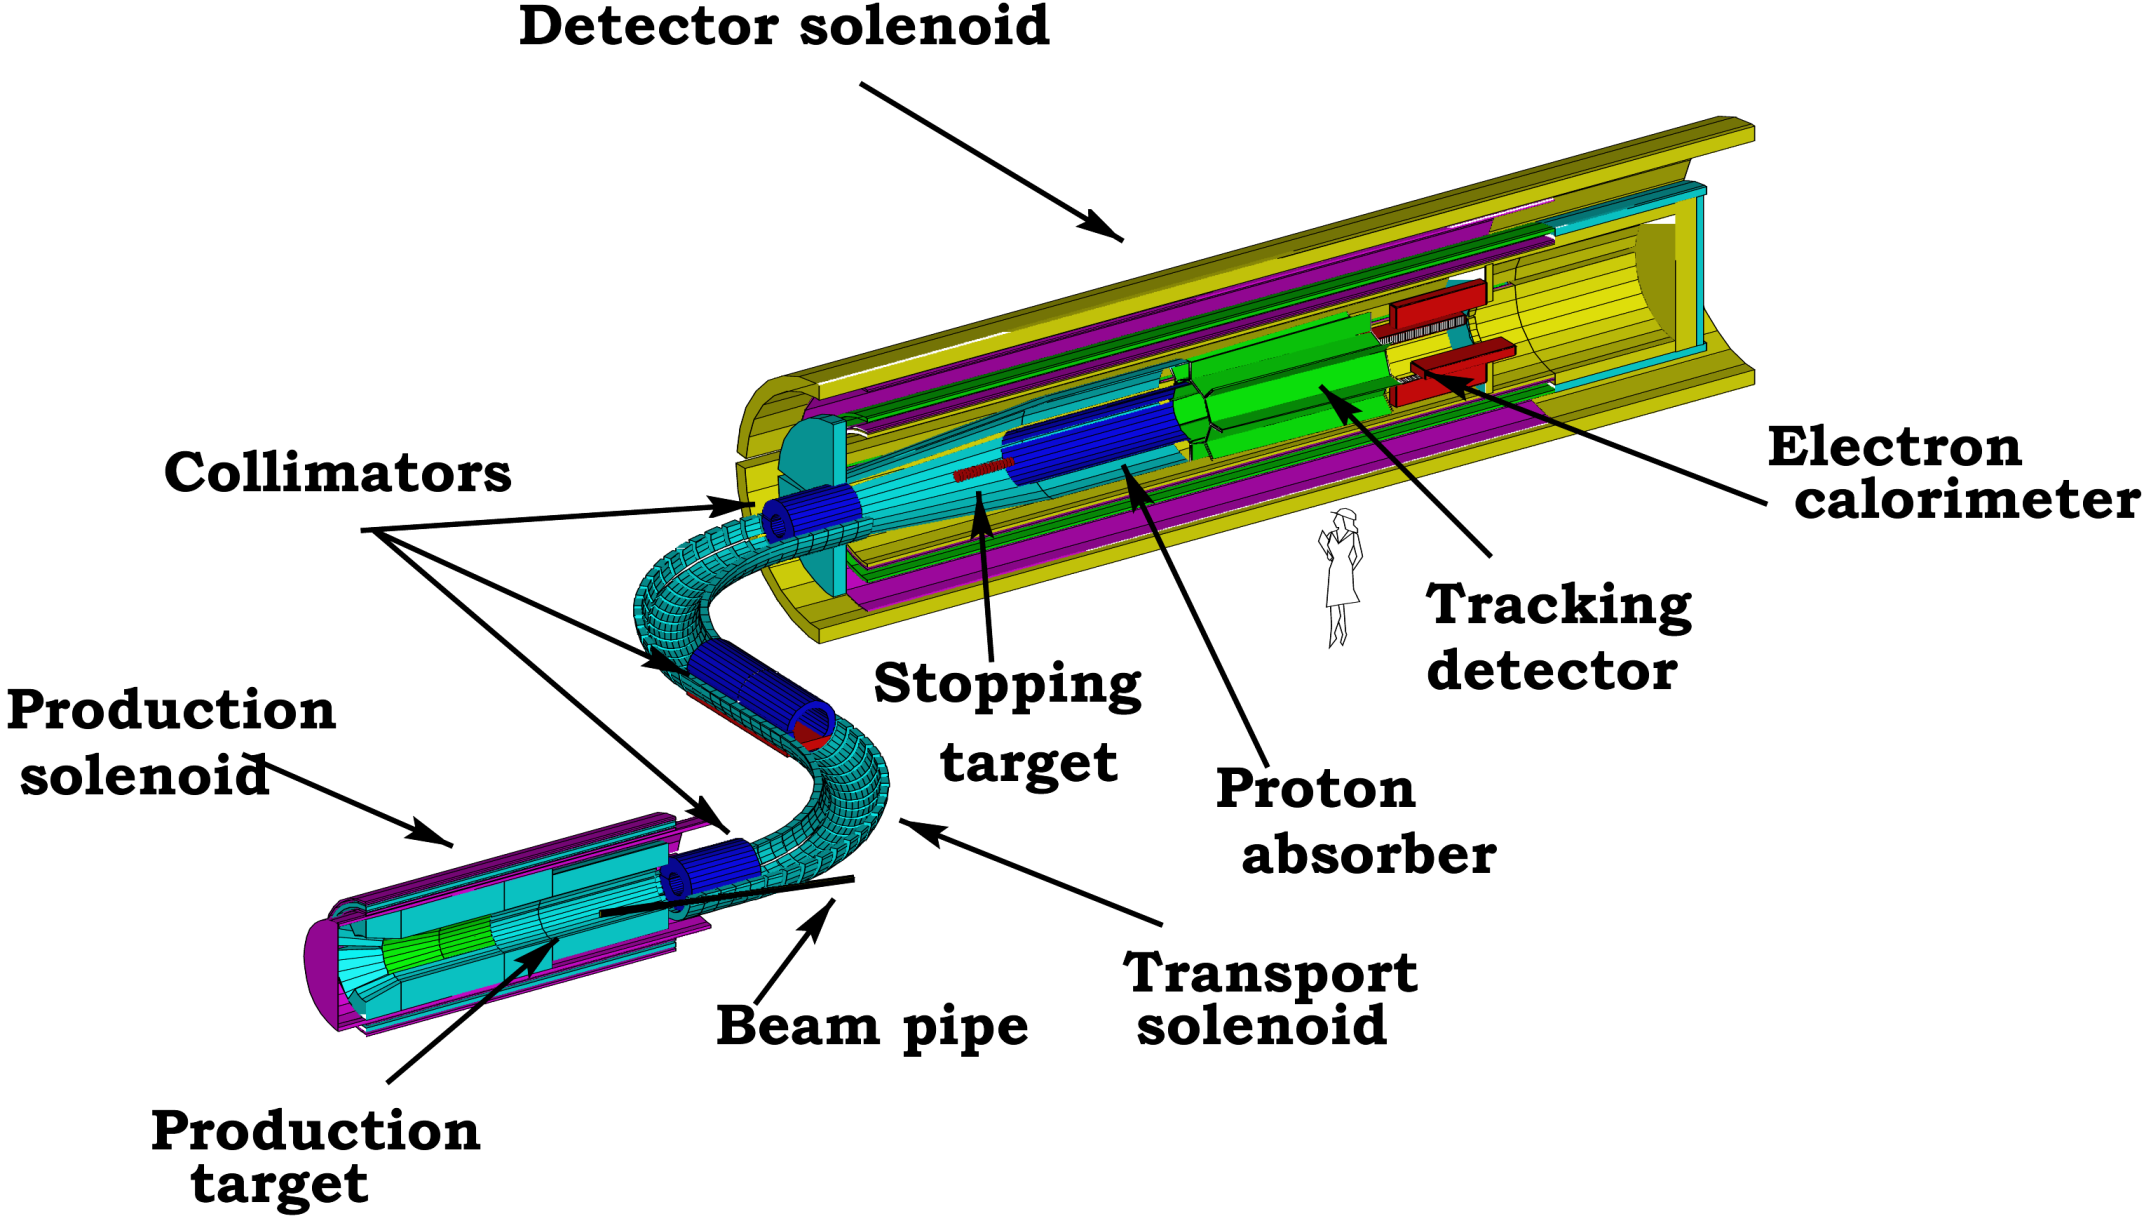 Detector solenoid
Collimators
Electron
calorimeter
Tracking
detector
Stopping
target
Production
solenoid
Proton
absorber
Transport
solenoid
Beam pipe
Production
target